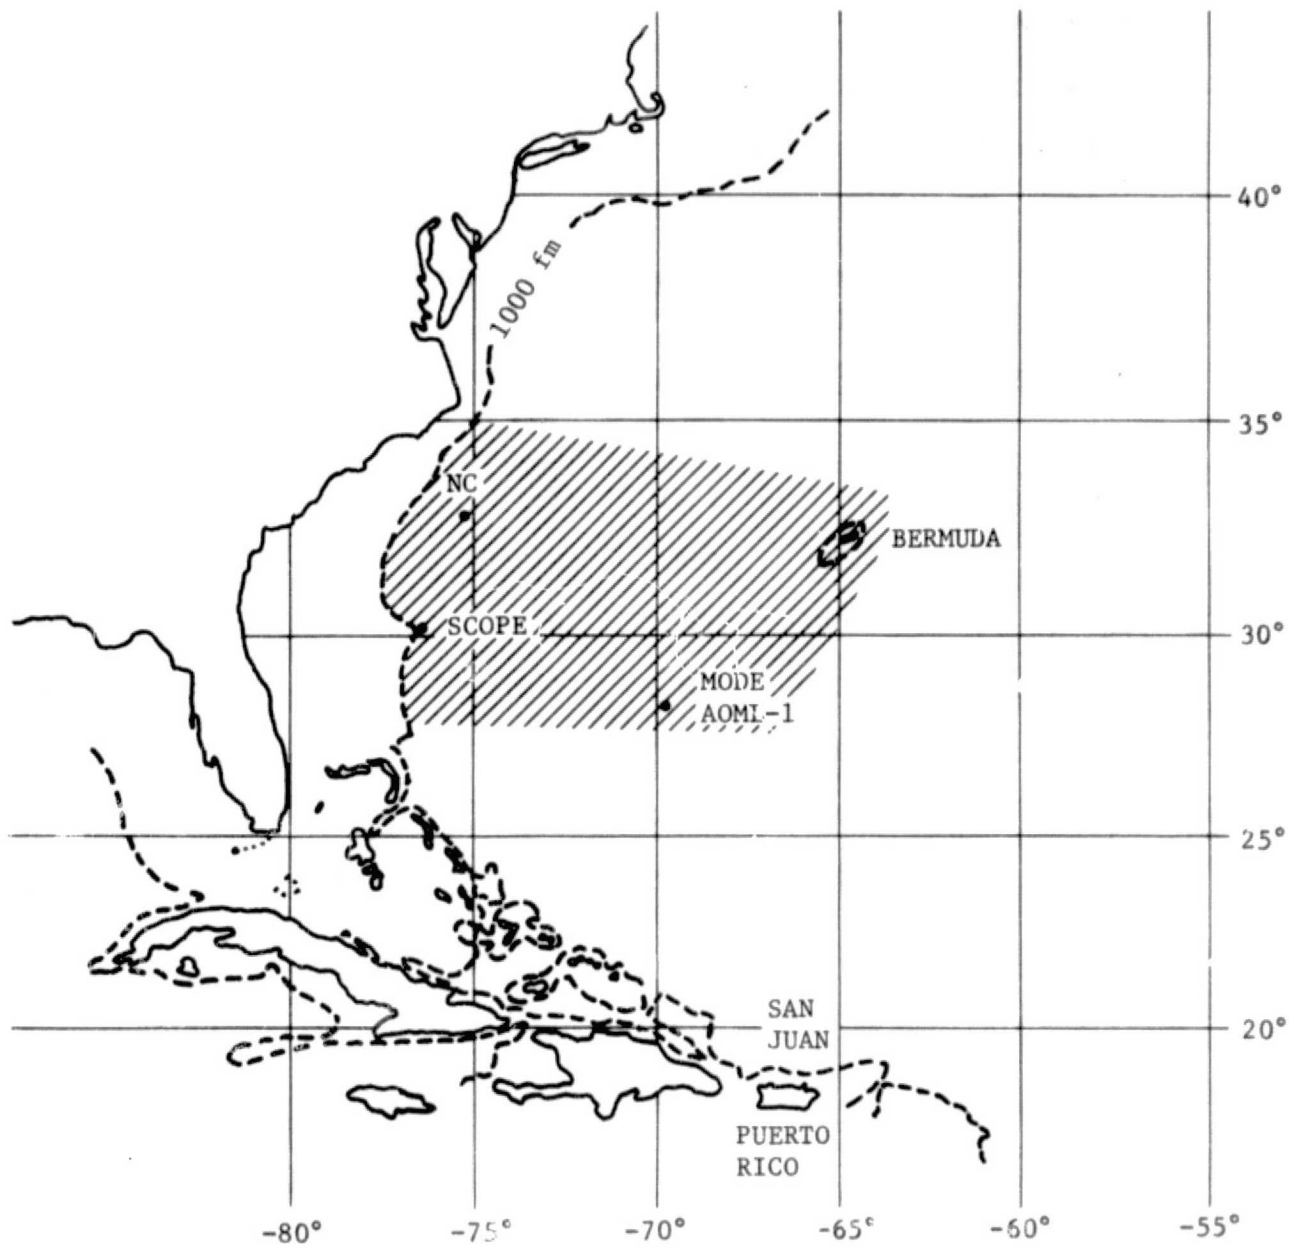 40°
1000 fm
35°
NC
BERMUDA
SCOPE
30°
MODE
AOML-1
25°
SAN
JUAN
20°
PUERTO
RICO
-80°
-75°
-70°
-65°
-60°
-55°